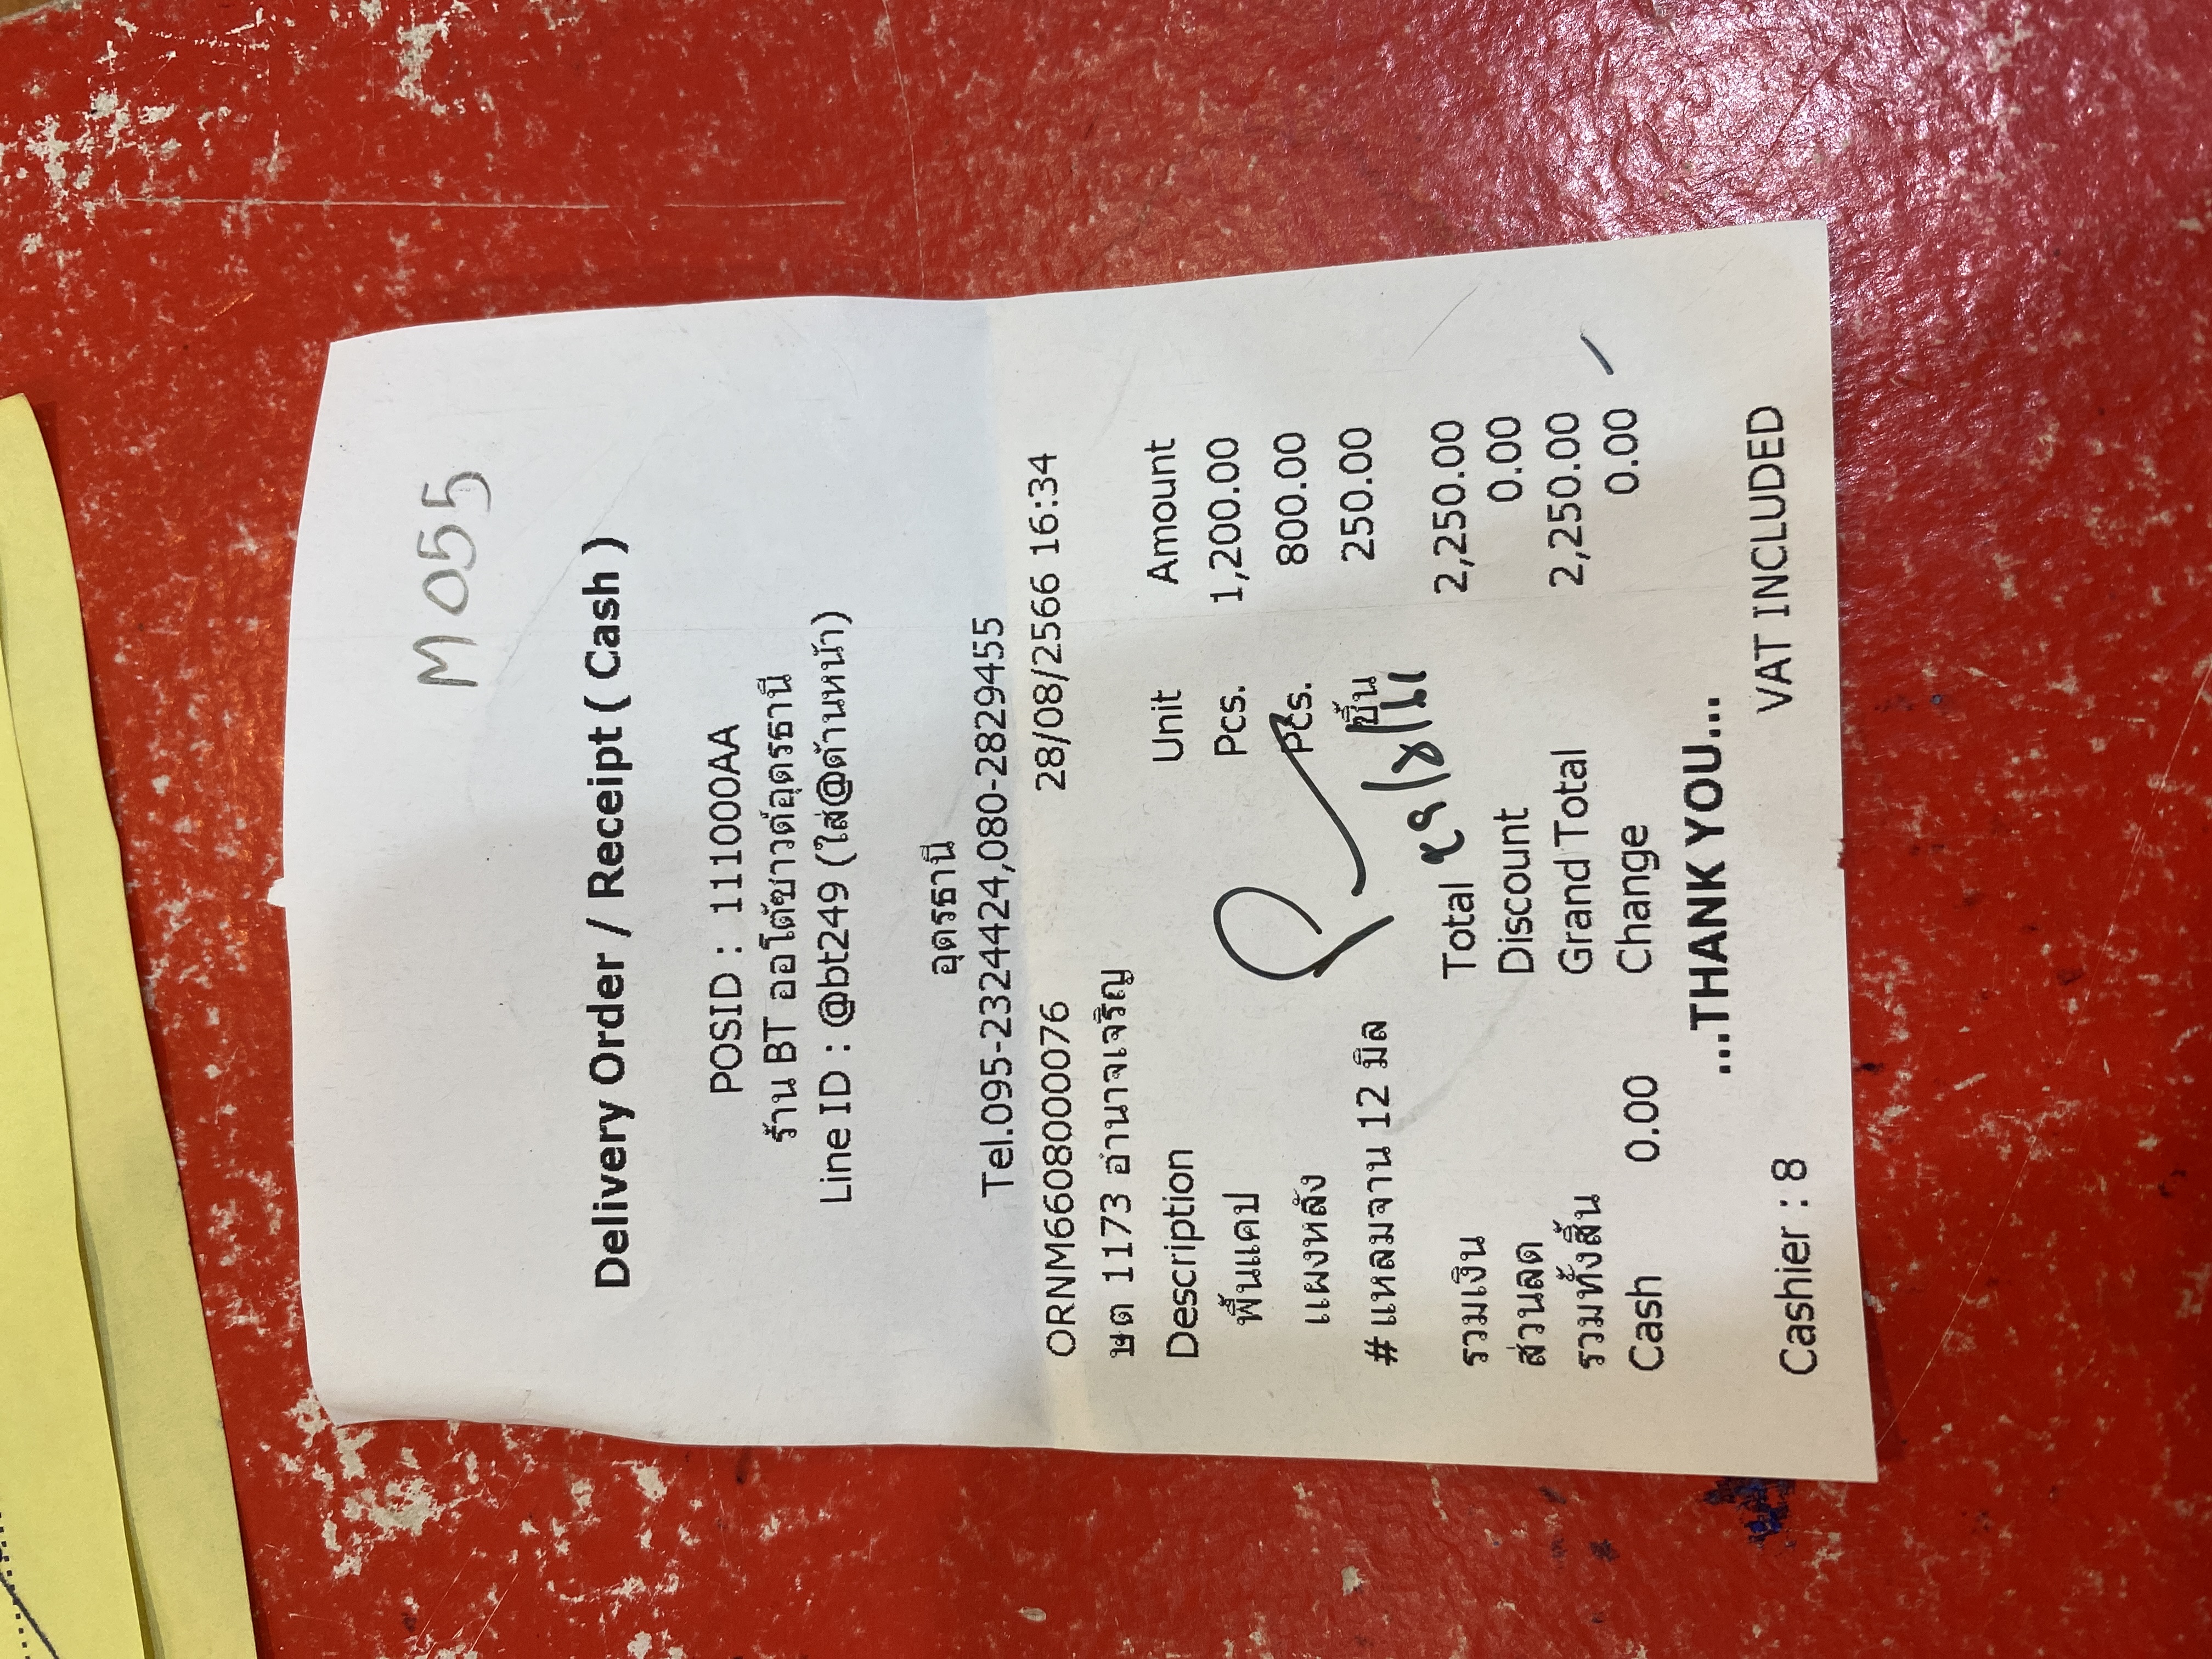 M055
Delivery Order / Receipt ( Cash )
POSID : 111000AA
ร้าน BT ออโต้ซาวด์อุดรธานี
Line ID : @bt249 (ใส่@ด้านหน้า)
อุดรธานี
Tel.095-2324424,080-2829455
ORNM6608000076 28/08/2566 16:34
ษต 1173 อำนาจเจริญ
Description Unit Amount
พื้นแคป Pcs. 1,200.00
แผงหลัง Pcs. 800.00
# แหลมจาน 12 มิล ชิ้น 250.00
รวมเงิน Total 2,250.00
ส่วนลด Discount 0.00
รวมทั้งสิ้น Grand Total 2,250.00
Cash 0.00 Change 0.00
...THANK YOU...
Cashier : 8 VAT INCLUDED